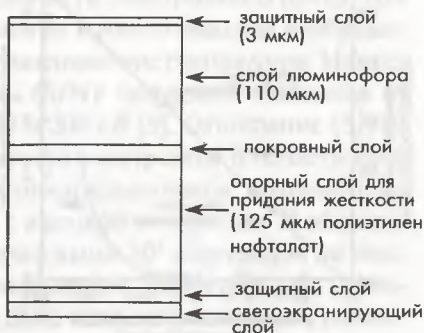 защитный слой
(3 мкм)
слой люминофора
(110 мкм)
покровный слой
опорный слой для
придания жесткости
(125 мкм полиэтилен
нафталат)
защитный слой
светоэкранирующий
слой